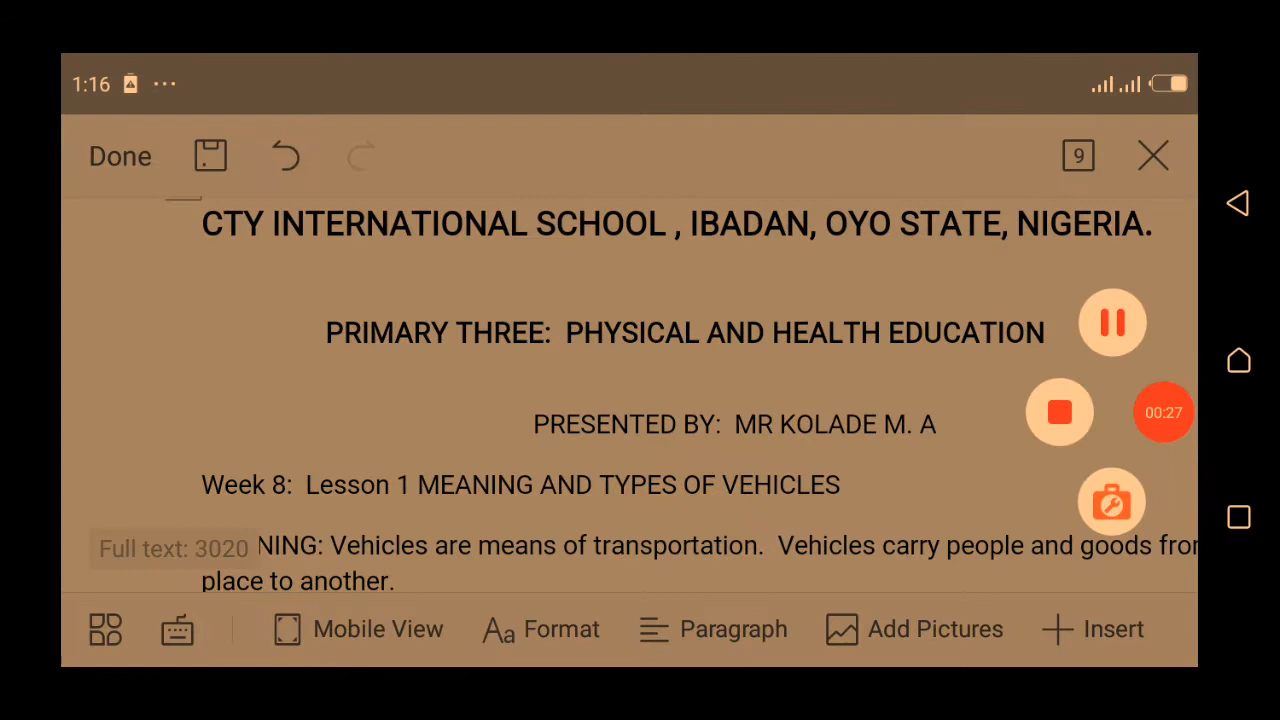 1:16 ...
Done 9
CTY INTERNATIONAL SCHOOL , IBADAN, OYO STATE, NIGERIA.
PRIMARY THREE: PHYSICAL AND HEALTH EDUCATION
PRESENTED BY: MR KOLADE M. A
00:27
Week 8: Lesson 1 MEANING AND TYPES OF VEHICLES
Full text: 3020 NING: Vehicles are means of transportation. Vehicles carry people and goods fror
place to another.
Mobile View Aa Format Paragraph Add Pictures Insert